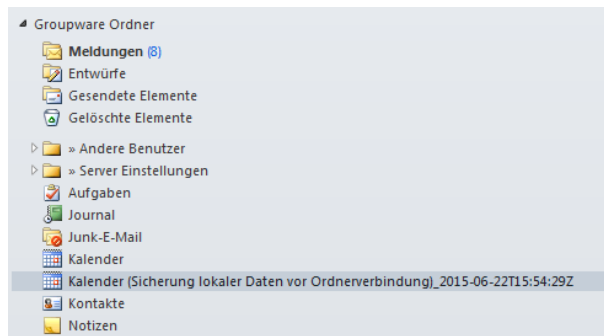 Groupware Ordner
Meldungen (8)
Entwürfe
Gesendete Elemente
Gelöschte Elemente
» Andere Benutzer
» Server Einstellungen
Aufgaben
Journal
Junk-E-Mail
Kalender
Kalender (Sicherung lokaler Daten vor Ordnerverbindung)_2015-06-22T15:54:29Z
Kontakte
Notizen